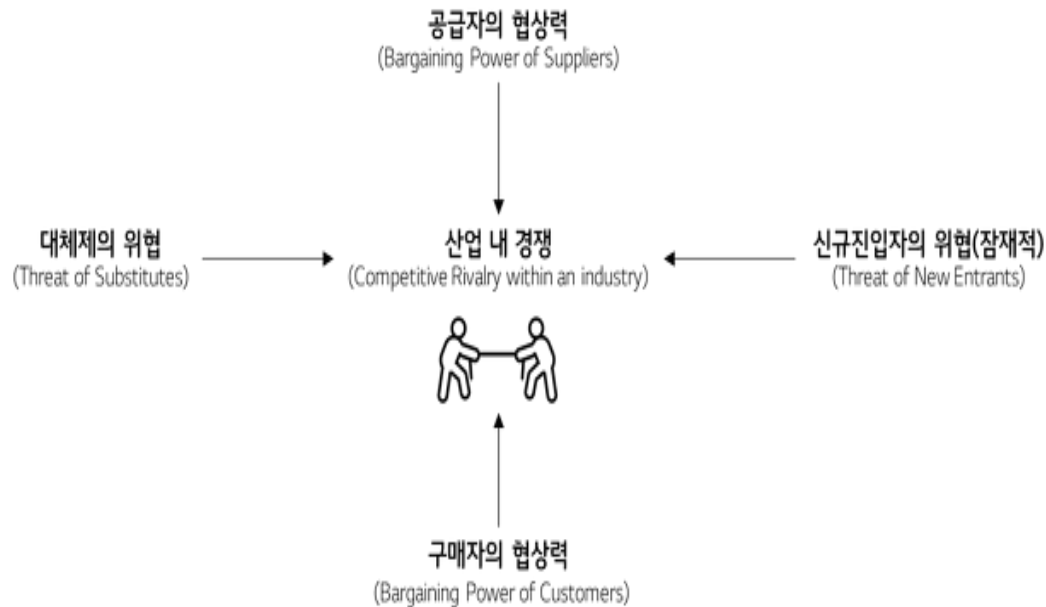 공급자의 협상력
(Bargaining Power of Suppliers)
대체제의 위협
(Threat of Substitutes)
산업 내 경쟁
(Competitive Rivalry within an industry)
신규진입자의 위협(잠재적)
(Threat of New Entrants)
구매자의 협상력
(Bargaining Power of Customers)